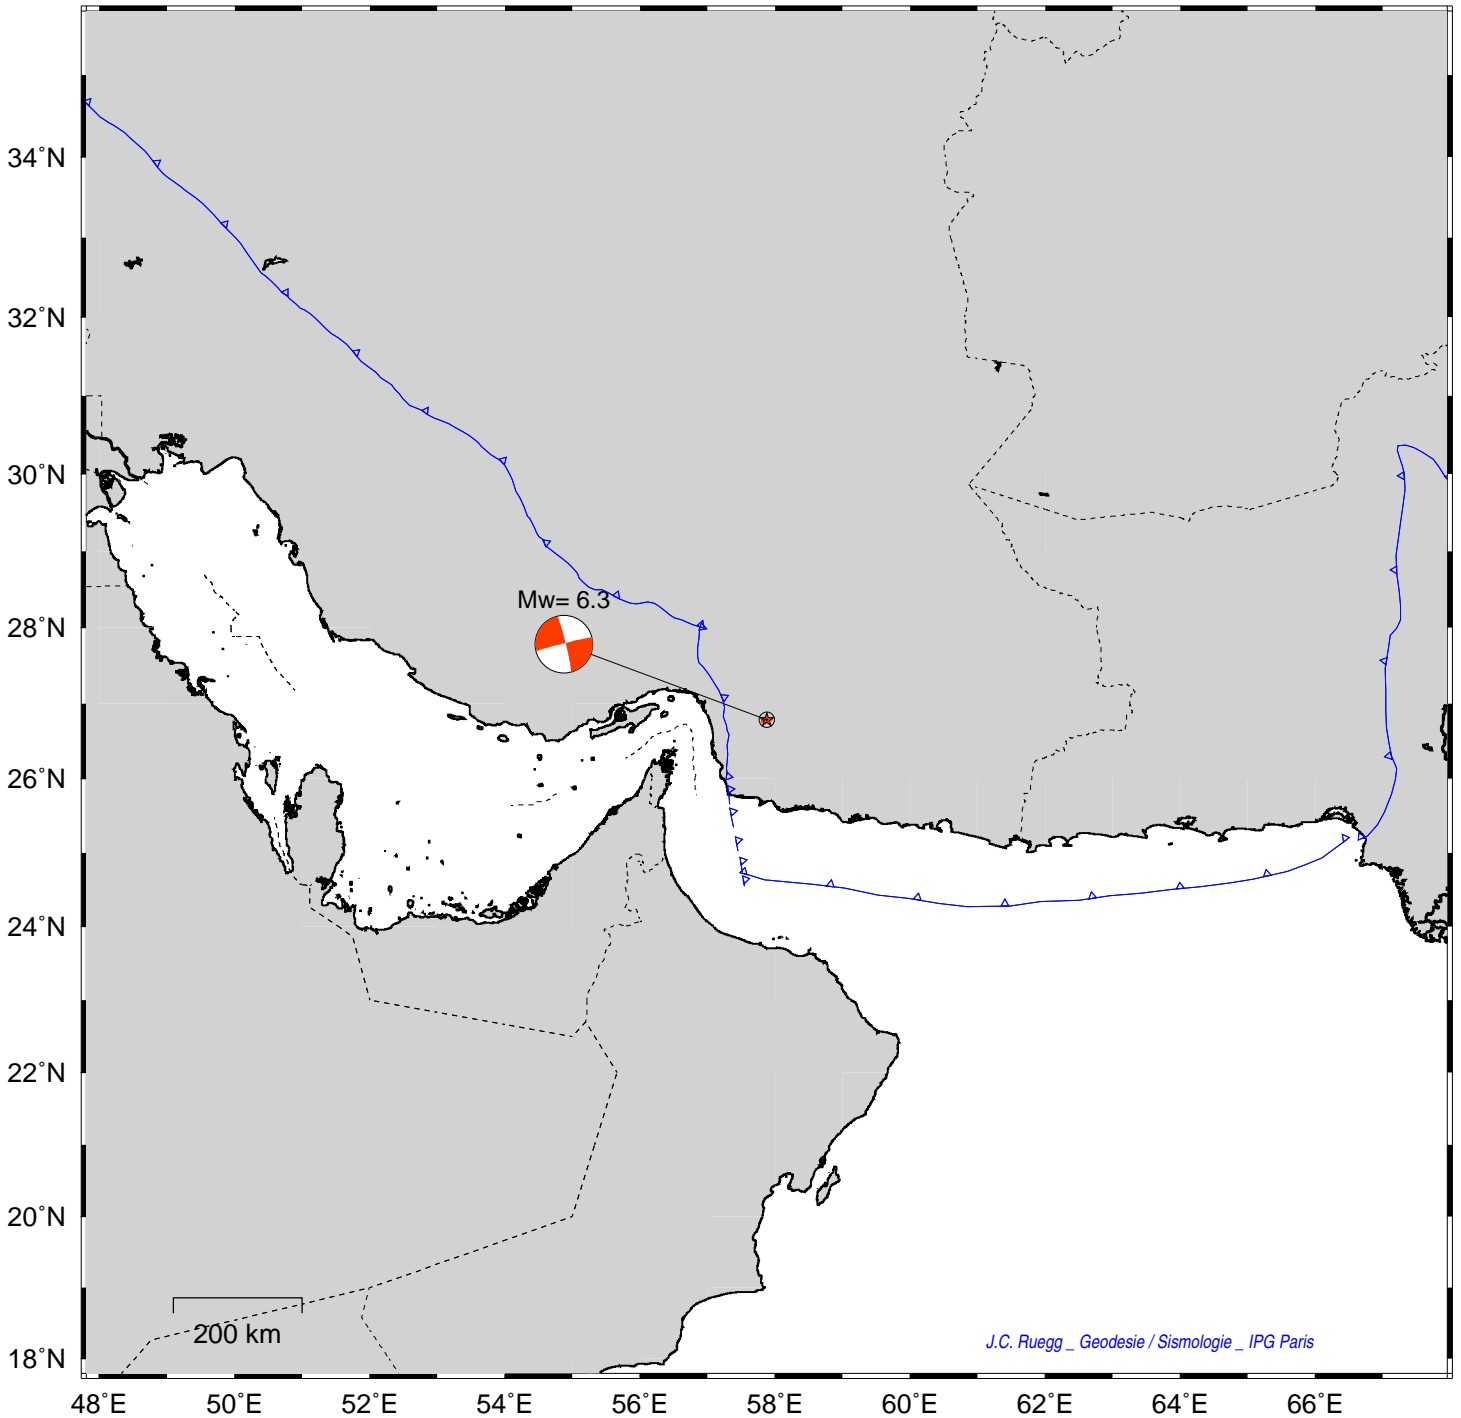 34°N
32°N
30°N
Mw= 6.3
28°N
26°N
24°N
22°N
20°N
200 km
J.C. Ruegg _ Geodesie / Sismologie _ IPG Paris
18°N
48°E 50°E 52°E 54°E 56°E 58°E 60°E 62°E 64°E 66°E